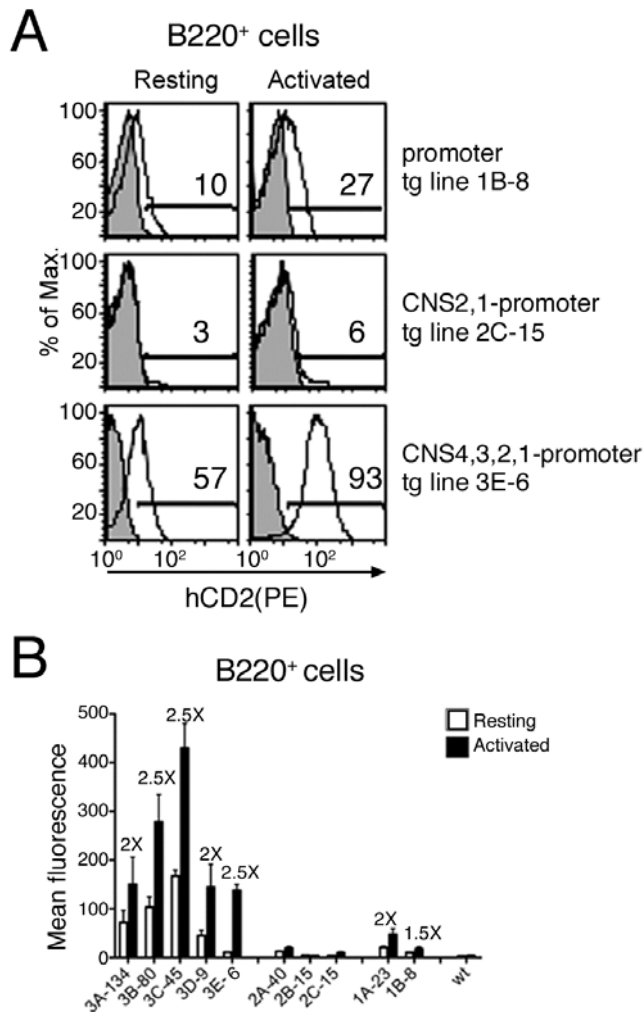 A
B220+ cells
Resting Activated
100
60
20
10
27
promoter
tg line 1B-8
100
60
20
3
6
CNS2,1-promoter
tg line 2C-15
100
60
20
57
93
CNS4,3,2,1-promoter
tg line 3E-6
% of Max.
10⁰ 10² 10⁰ 10²
hCD2(PE)
B
B220+ cells
Resting
Activated
Mean fluorescence
500
400
300
200
100
0
2X 2.5X 2.5X 2X 2.5X 2X 1.5X
3A-134 3B-80 3C-45 3D-9 3E- 6 2A-40 2B-15 2C-15 1A-23 1B-8 wt